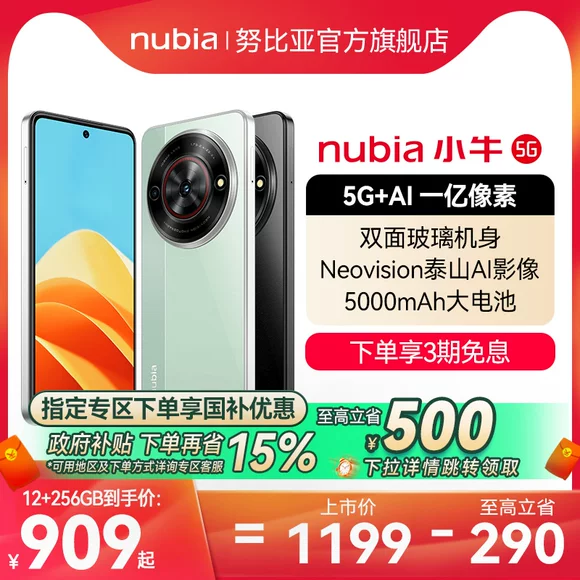 nubia | 努比亚官方旗舰店
nubia 小牛 5G
5G+AI 一亿像素
双面玻璃机身
Neovision泰山AI影像
5000mAh大电池
下单享3期免息
nubia
指定专区下单享国补优惠
政府补贴 下单再省 15%
*可用地区及下单方式详询专区客服
至高立省 ¥500
下拉详情跳转领取
12+256GB到手价:
¥909起
=
上市价
1199
-
至高立省
290